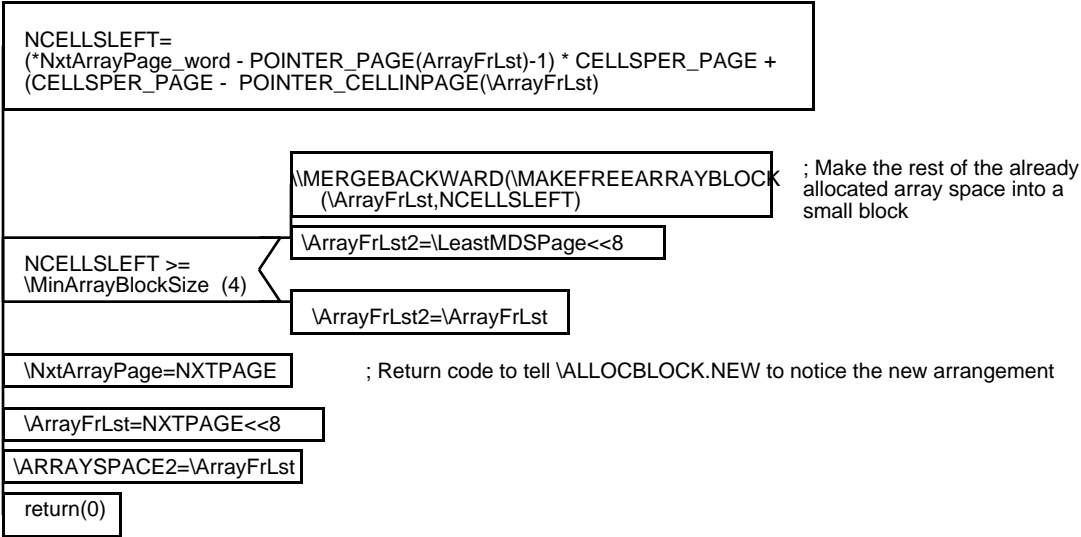 NCELLSLEFT=
(*NxtArrayPage_word - POINTER_PAGE(ArrayFrLst)-1) * CELLSPER_PAGE +
(CELLSPER_PAGE -  POINTER_CELLINPAGE(\ArrayFrLst)
\\MERGEBACKWARD(\MAKEFREEARRAYBLOCK
(\ArrayFrLst,NCELLSLEFT)
; Make the rest of the already
allocated array space into a
small block
\ArrayFrLst2=\LeastMDSPage<<8
NCELLSLEFT >=
\MinArrayBlockSize  (4)
\ArrayFrLst2=\ArrayFrLst
\NxtArrayPage=NXTPAGE
; Return code to tell \ALLOCBLOCK.NEW to notice the new arrangement
\ArrayFrLst=NXTPAGE<<8
\ARRAYSPACE2=\ArrayFrLst
return(0)